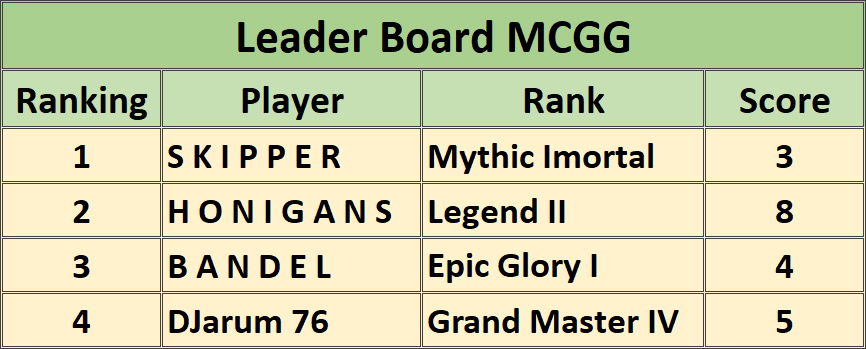 Leader Board MCGG
Ranking Player Rank Score
1 S K I P P E R Mythic Imortal 3
2 H O N I G A N S Legend II 8
3 B A N D E L Epic Glory I 4
4 DJarum 76 Grand Master IV 5